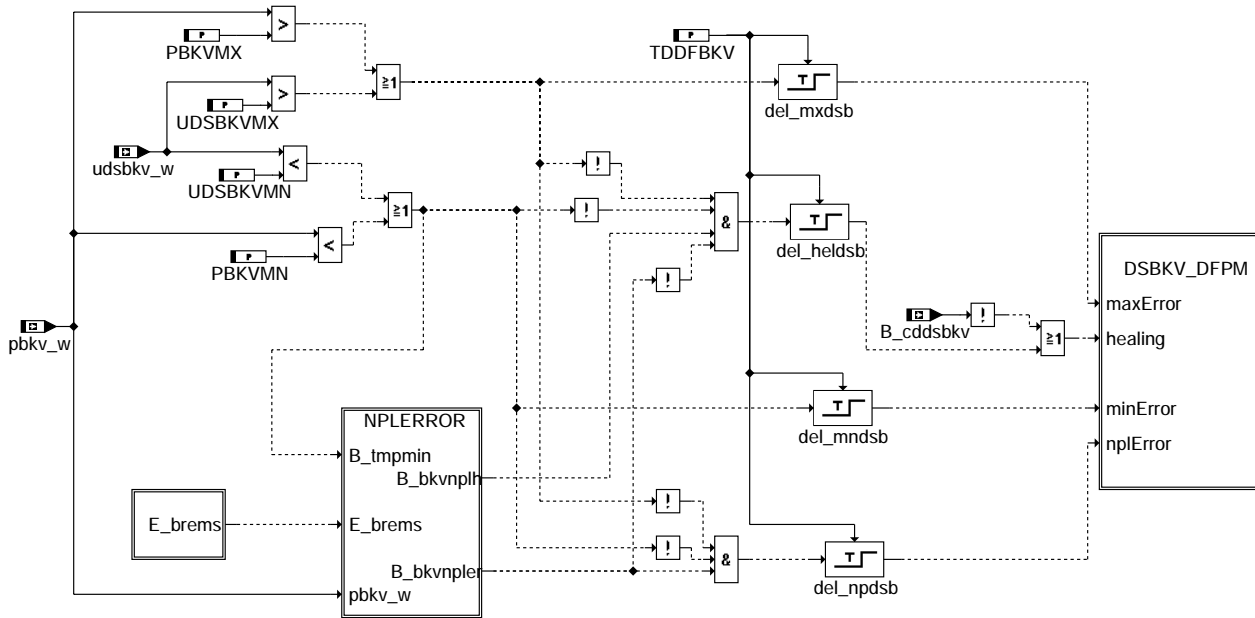 P
>
PBKVMX
≧1
P
TDDFBKV
T
del_mxdsb
>
P
UDSBKVMX
udsbkv_w
<
P
UDSBKVMN
!
≧1
!
&
T
del_heldsb
<
P
PBKVMN
!
DSBKV_DFPM
maxError
healing
minError
nplError
pbkv_w
B_cddsbkv
!
≧1
T
del_mndsb
NPLERROR
B_tmpmin
B_bkvnplh
E_brems
E_brems
B_bkvnpler
pbkv_w
!
!
&
T
del_npdsb